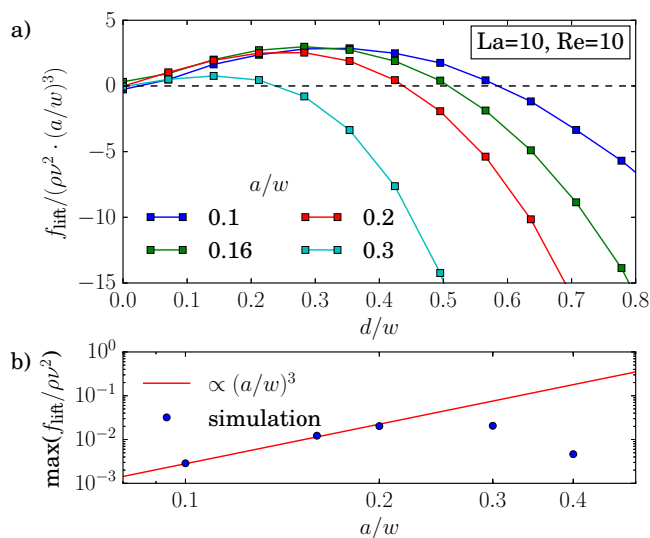 a)
La=10, Re=10
f_lift/(ρν² · (a/w)³)
5
0
−5
−10
−15
a/w
0.1
0.2
0.16
0.3
0.0
0.1
0.2
0.3
0.4
0.5
0.6
0.7
0.8
d/w
b)
max(f_lift/ρν²)
10⁰
10⁻¹
10⁻²
10⁻³
∝ (a/w)³
simulation
0.1
0.2
0.3
0.4
a/w